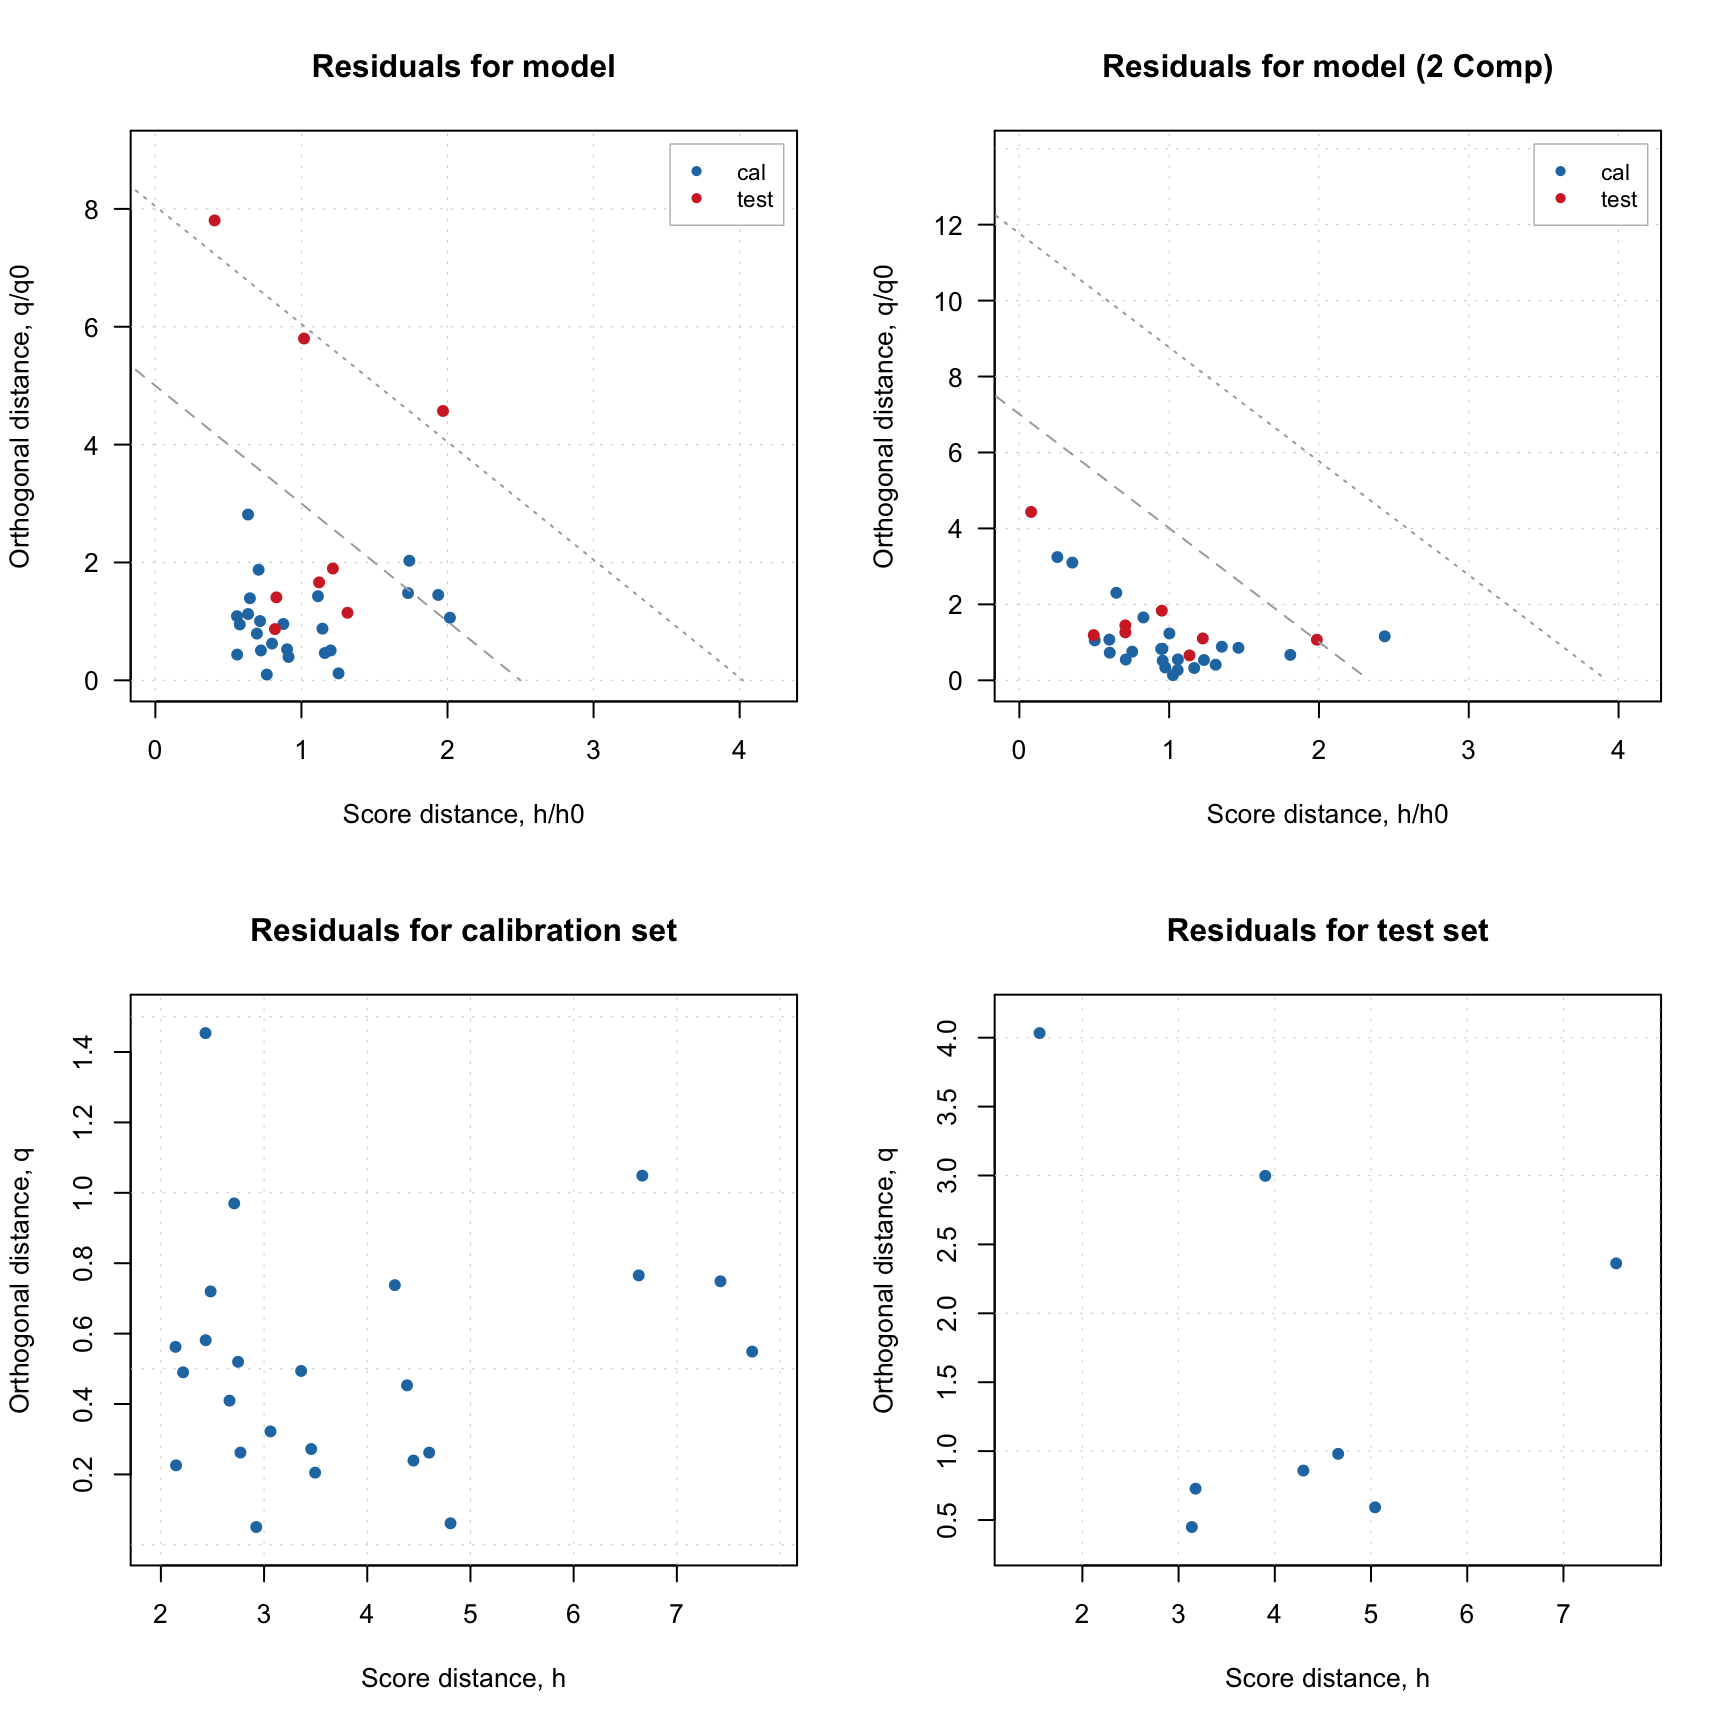 Residuals for model
cal
test
8
6
4
2
0
0 1 2 3 4
Orthogonal distance, q/q0
Score distance, h/h0
Residuals for model (2 Comp)
cal
test
12
10
8
6
4
2
0
0 1 2 3 4
Orthogonal distance, q/q0
Score distance, h/h0
Residuals for calibration set
1.4
1.2
1.0
0.8
0.6
0.4
0.2
2 3 4 5 6 7
Orthogonal distance, q
Score distance, h
Residuals for test set
4.0
3.5
3.0
2.5
2.0
1.5
1.0
0.5
2 3 4 5 6 7
Orthogonal distance, q
Score distance, h